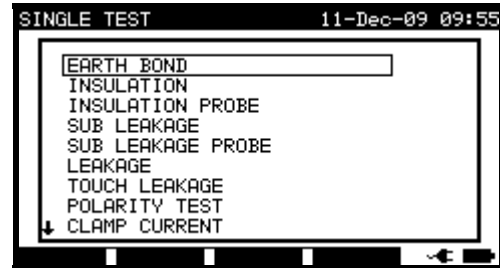 SINGLE TEST 11-Dec-09 09:55
EARTH BOND
INSULATION
INSULATION PROBE
SUB LEAKAGE
SUB LEAKAGE PROBE
LEAKAGE
TOUCH LEAKAGE
POLARITY TEST
CLAMP CURRENT